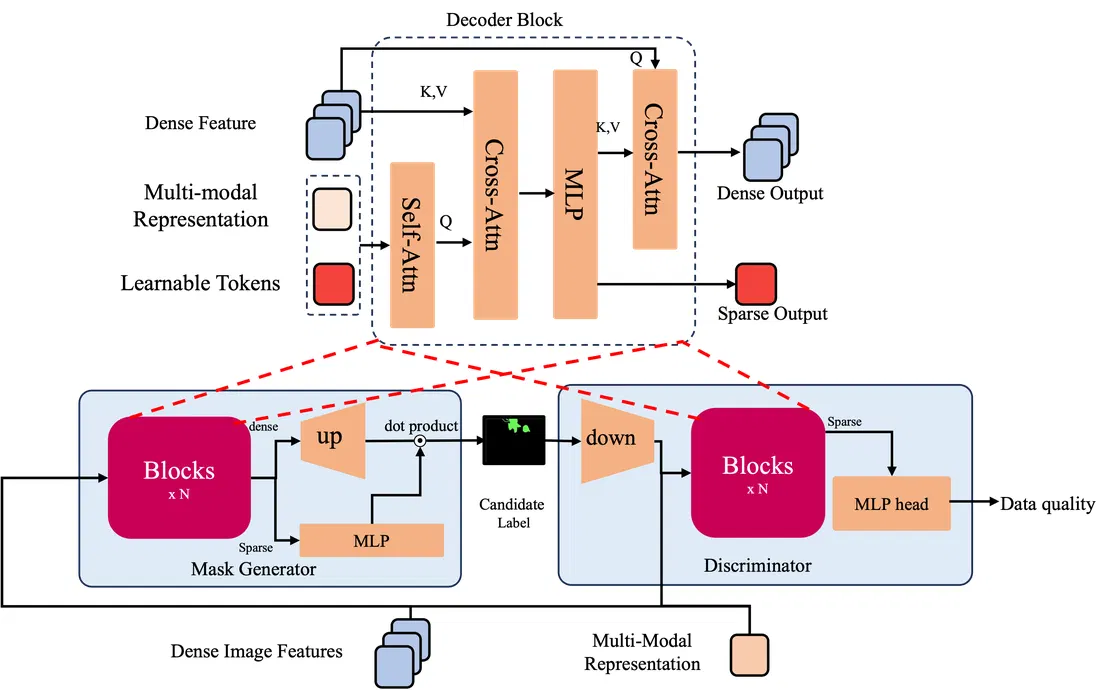 Decoder Block
Q
K,V
Dense Feature
Cross-Attn
MLP
K,V
Cross-Attn
Dense Output
Multi-modal
Representation
Self-Attn
Q
Learnable Tokens
Sparse Output
dense
up
dot product
Blocks
x N
Sparse
MLP
Mask Generator
Candidate
Label
down
Blocks
x N
Sparse
MLP head
Data quality
Discriminator
Dense Image Features
Multi-Modal
Representation